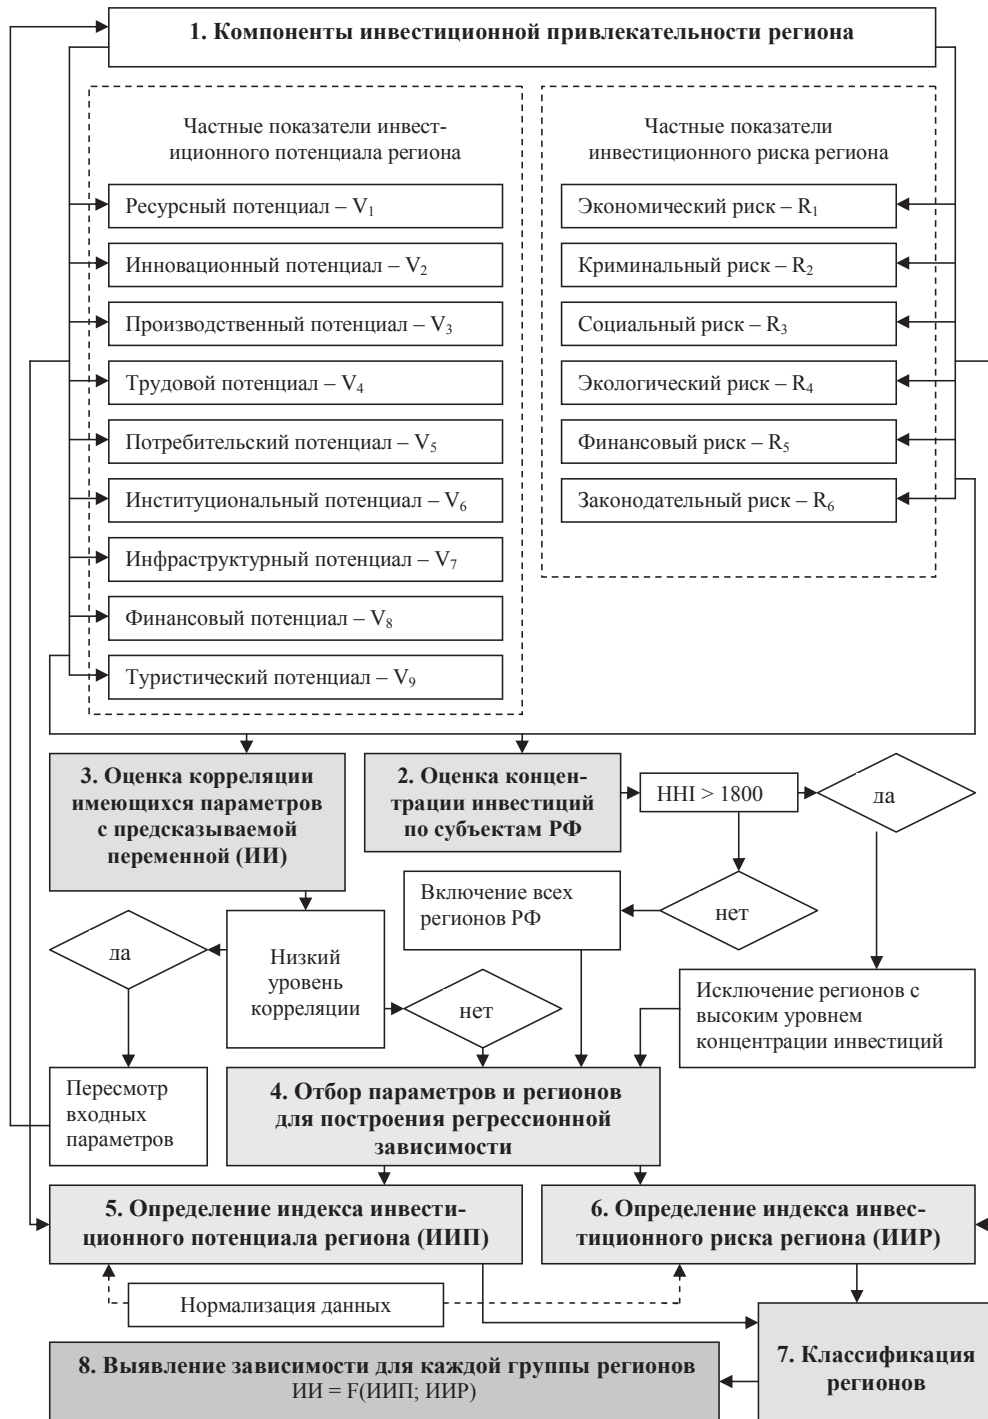 1. Компоненты инвестиционной привлекательности региона
Частные показатели инвест-
иционного потенциала региона
Ресурсный потенциал – V1
Инновационный потенциал – V2
Производственный потенциал – V3
Трудовой потенциал – V4
Потребительский потенциал – V5
Институциональный потенциал – V6
Инфраструктурный потенциал – V7
Финансовый потенциал – V8
Туристический потенциал – V9
Частные показатели
инвестиционного риска региона
Экономический риск – R1
Криминальный риск – R2
Социальный риск – R3
Экологический риск – R4
Финансовый риск – R5
Законодательный риск – R6
3. Оценка корреляции
имеющихся параметров
с предсказываемой
переменной (ИИ)
2. Оценка концен-
трации инвестиций
по субъектам РФ
HHI > 1800
да
Включение всех
регионов РФ
нет
да
Низкий
уровень
корреляции
нет
Исключение регионов с
высоким уровнем
концентрации инвестиций
Пересмотр
входных
параметров
4. Отбор параметров и регионов
для построения регрессионной
зависимости
5. Определение индекса инвести-
ционного потенциала региона (ИИП)
6. Определение индекса инвес-
тиционного риска региона (ИИР)
Нормализация данных
7. Классификация
регионов
8. Выявление зависимости для каждой группы регионов
ИИ = F(ИИП; ИИР)